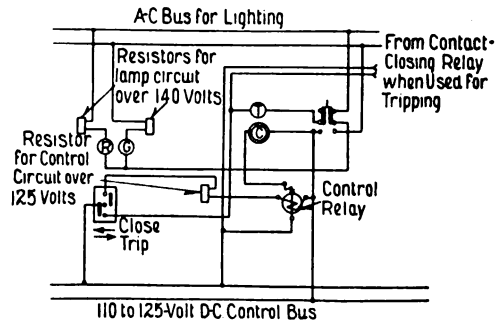 A-C Bus for Lighting
Resistors for
lamp circuit
over 140 Volts
From Contact-
Closing Relay
when Used for
Tripping
T
C
R
G
Resistor
for Control
Circuit over
125 Volts
Control
Relay
Close
Trip
110 to 125-Volt D-C Control Bus